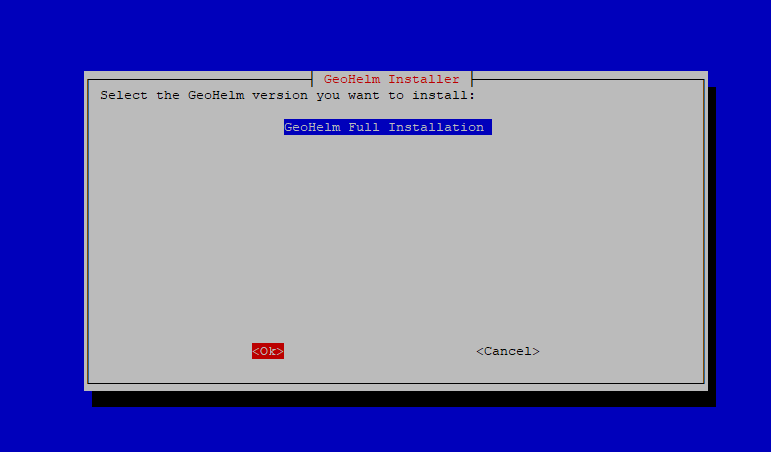 GeoHelm Installer
Select the GeoHelm version you want to install:
GeoHelm Full Installation
<Ok> <Cancel>